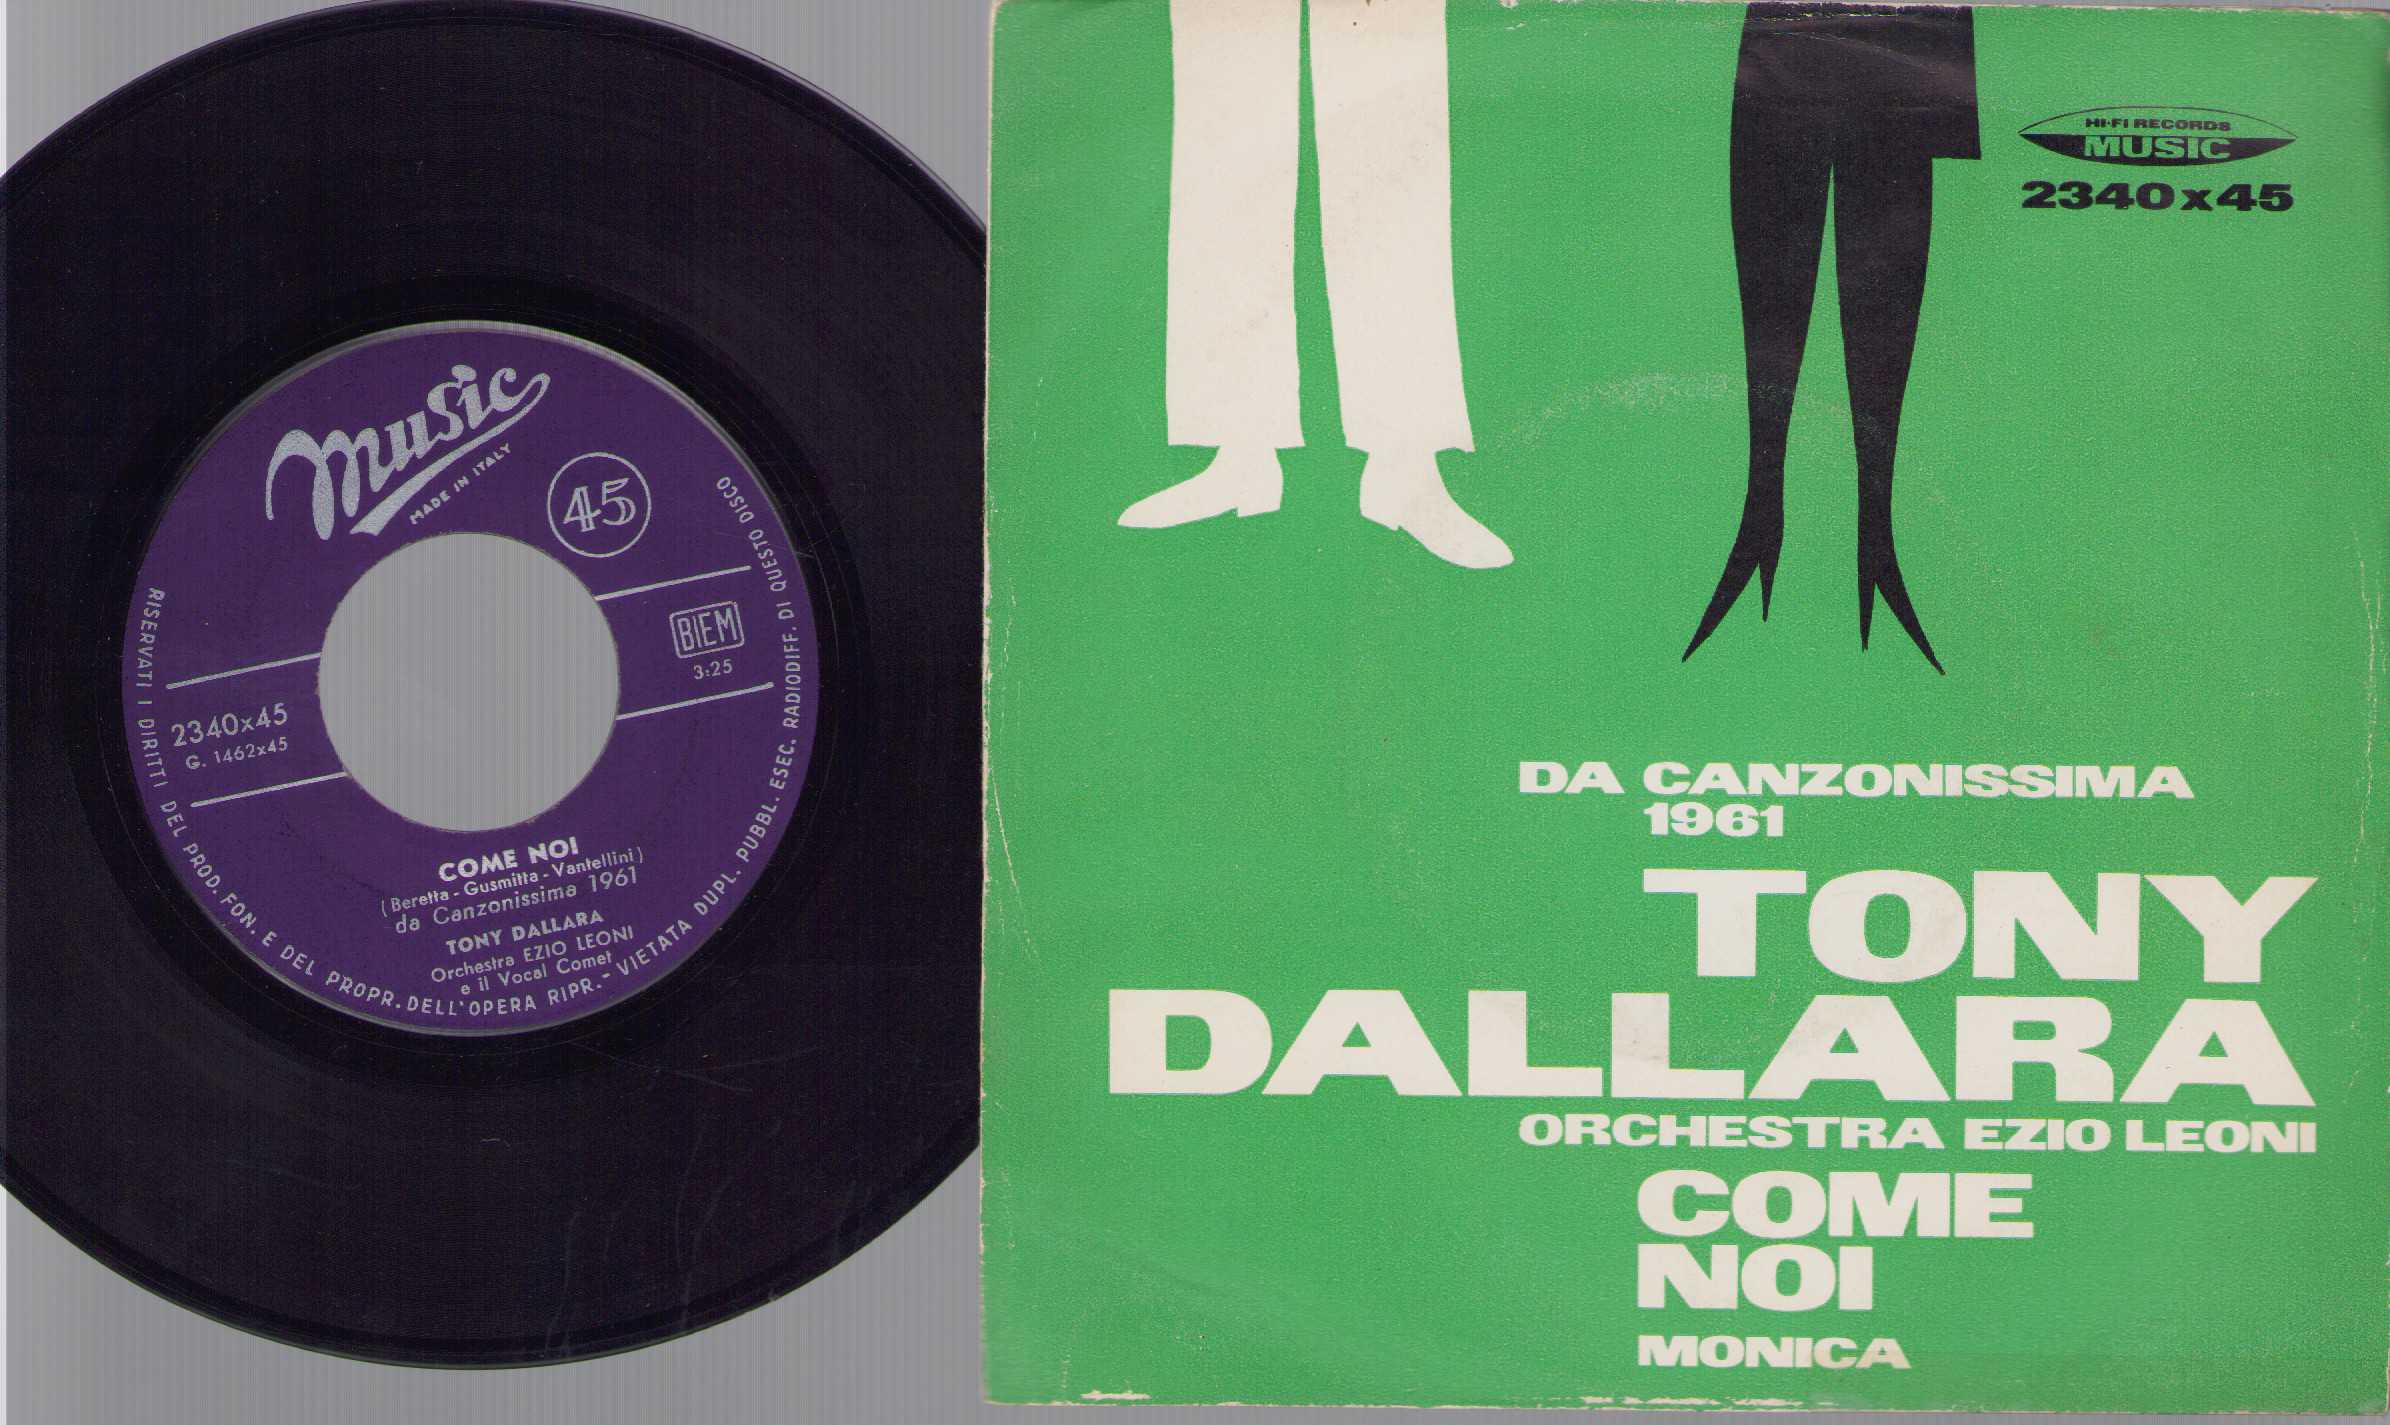 Music
MADE IN ITALY
45
BIEM
3:25
2340x45
G. 1462x45
COME NOI
(Beretta - Gusmitta - Vantellini)
da Canzonissima 1961
TONY DALLARA
Orchestra EZIO LEONI
e il Vocal Comet
RISERVATI I DIRITTI DEL PROD. FON. E DEL PROPR. DELL'OPERA RIPR. - VIETATA DUPL. PUBBL. ESEC. RADIODIFF. DI QUESTO DISCO
HI-FI RECORDS
MUSIC
2340x45
DA CANZONISSIMA
1961
TONY
DALLARA
ORCHESTRA EZIO LEONI
COME
NOI
MONICA